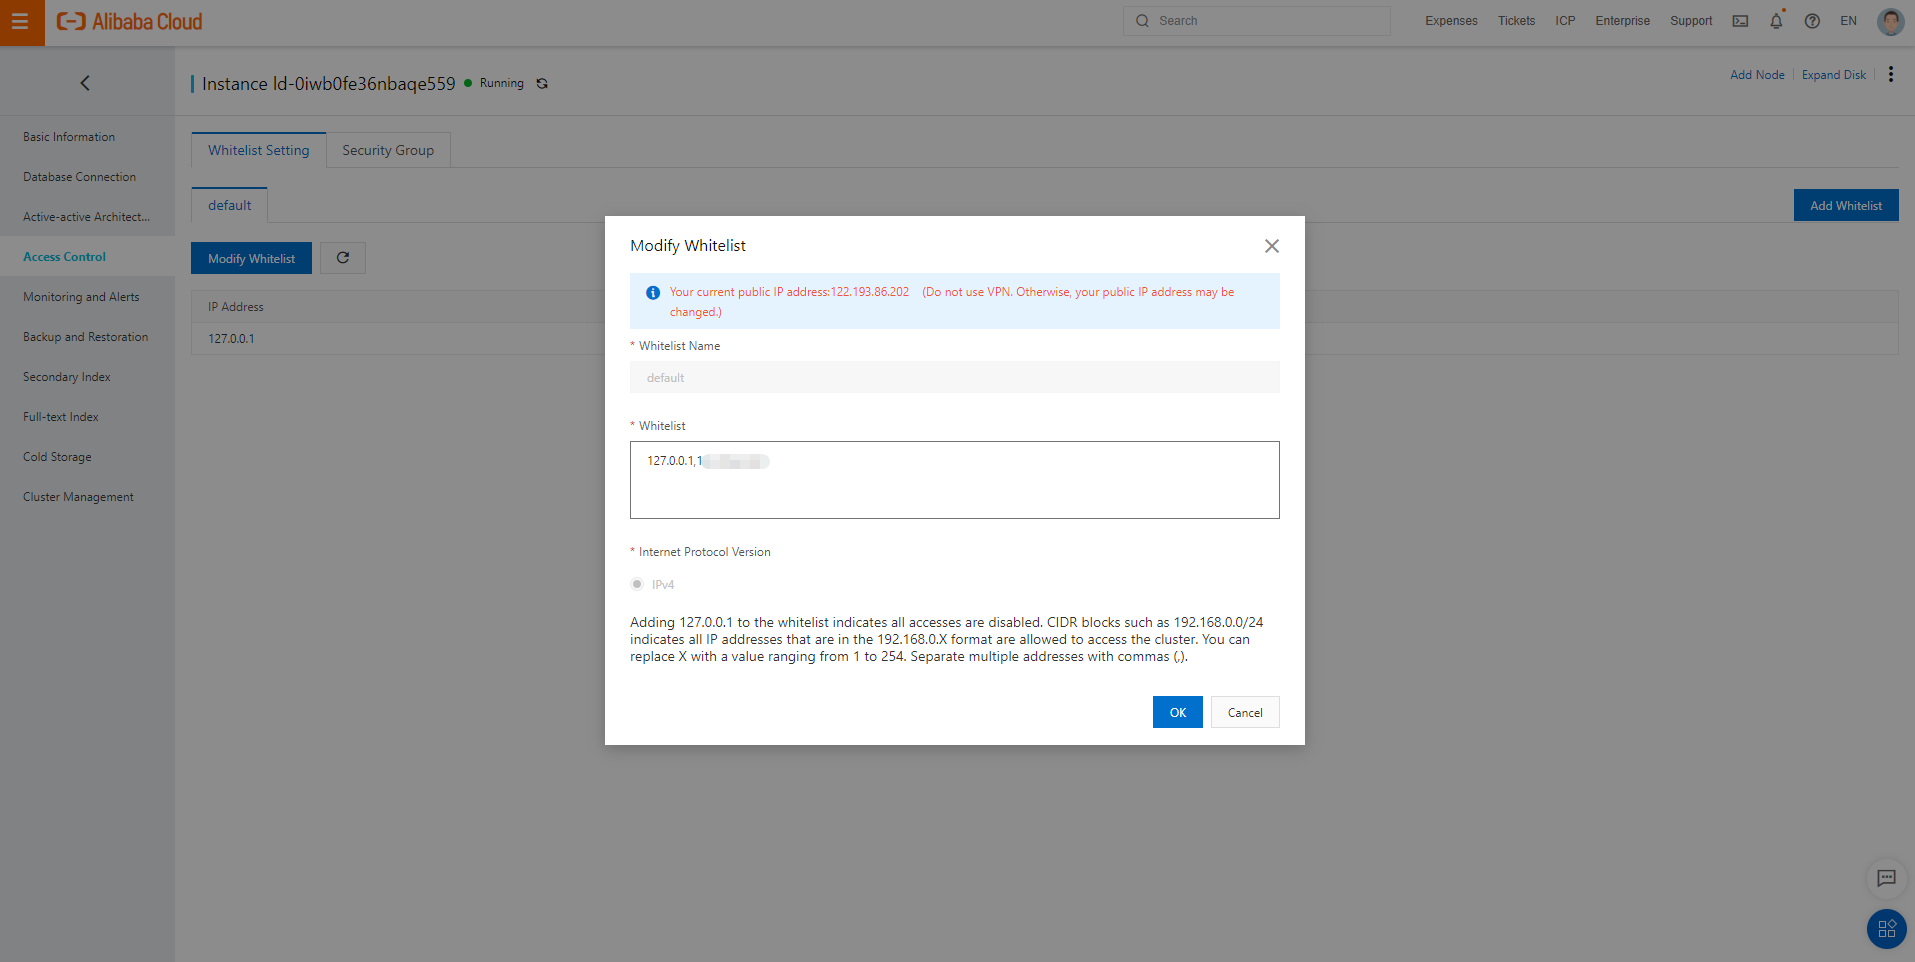 Alibaba Cloud
Search
Expenses
Tickets
ICP
Enterprise
Support
EN
Instance ld-0iwb0fe36nbaqe559
Running
Add Node
Expand Disk
Basic Information
Database Connection
Active-active Architect...
Access Control
Monitoring and Alerts
Backup and Restoration
Secondary Index
Full-text Index
Cold Storage
Cluster Management
Whitelist Setting
Security Group
default
Add Whitelist
Modify Whitelist
IP Address
127.0.0.1
Modify Whitelist
Your current public IP address:122.193.86.202 (Do not use VPN. Otherwise, your public IP address may be
changed.)
* Whitelist Name
default
* Whitelist
127.0.0.1,1
* Internet Protocol Version
IPv4
Adding 127.0.0.1 to the whitelist indicates all accesses are disabled. CIDR blocks such as 192.168.0.0/24
indicates all IP addresses that are in the 192.168.0.X format are allowed to access the cluster. You can
replace X with a value ranging from 1 to 254. Separate multiple addresses with commas (,).
OK
Cancel